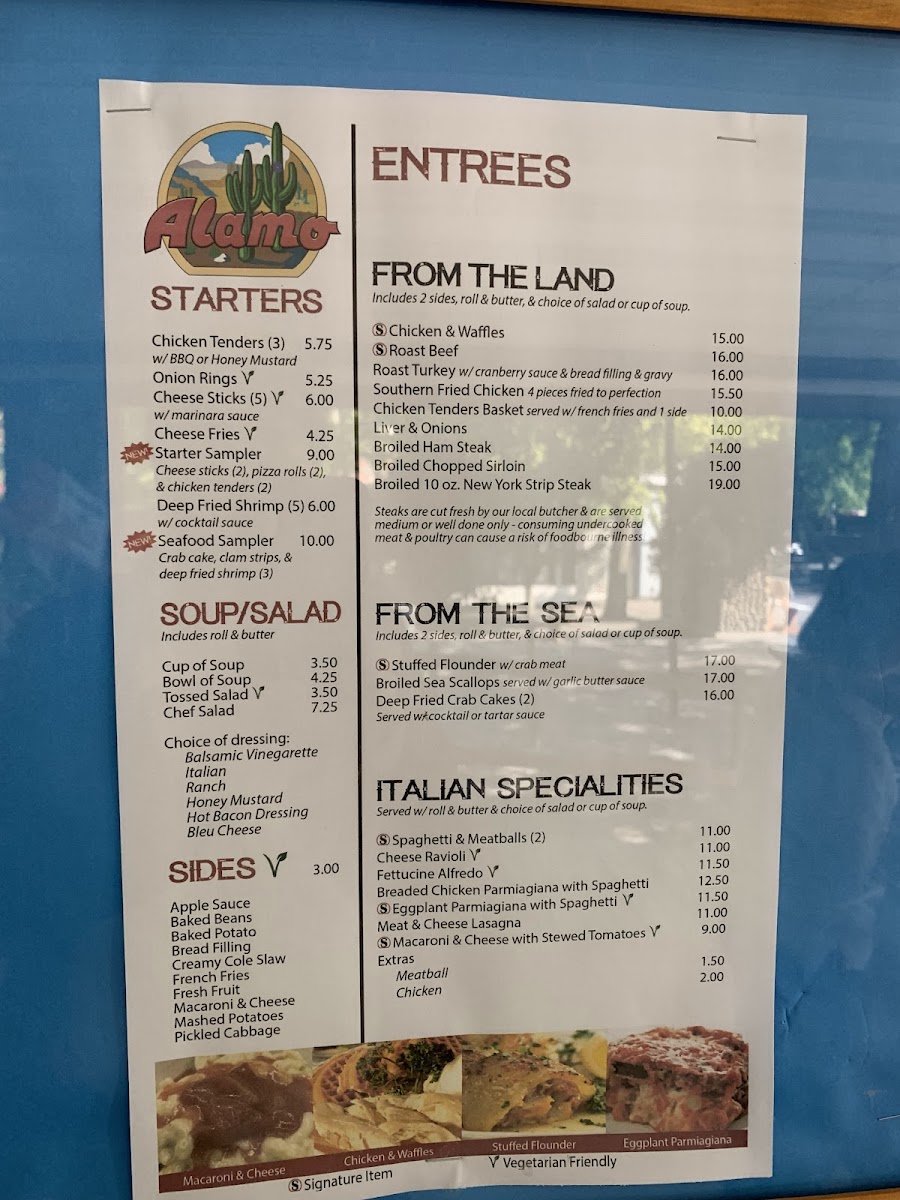 Alamo
STARTERS
Chicken Tenders (3) 5.75
w/ BBQ or Honey Mustard
Onion Rings V 5.25
Cheese Sticks (5) V 6.00
w/ marinara sauce
Cheese Fries V 4.25
NEW! Starter Sampler 9.00
Cheese sticks (2), pizza rolls (2),
& chicken tenders (2)
Deep Fried Shrimp (5) 6.00
w/ cocktail sauce
NEW! Seafood Sampler 10.00
Crab cake, clam strips, &
deep fried shrimp (3)
SOUP/SALAD
Includes roll & butter
Cup of Soup 3.50
Bowl of Soup 4.25
Tossed Salad V 3.50
Chef Salad 7.25
Choice of dressing:
Balsamic Vinegarette
Italian
Ranch
Honey Mustard
Hot Bacon Dressing
Bleu Cheese
SIDES V 3.00
Apple Sauce
Baked Beans
Baked Potato
Bread Filling
Creamy Cole Slaw
French Fries
Fresh Fruit
Macaroni & Cheese
Mashed Potatoes
Pickled Cabbage
ENTREES
FROM THE LAND
Includes 2 sides, roll & butter, & choice of salad or cup of soup.
Ⓢ Chicken & Waffles 15.00
Ⓢ Roast Beef 16.00
Roast Turkey w/ cranberry sauce & bread filling & gravy 16.00
Southern Fried Chicken 4 pieces fried to perfection 15.50
Chicken Tenders Basket served w/ french fries and 1 side 10.00
Liver & Onions 14.00
Broiled Ham Steak 14.00
Broiled Chopped Sirloin 15.00
Broiled 10 oz. New York Strip Steak 19.00
Steaks are cut fresh by our local butcher & are served
medium or well done only - consuming undercooked
meat & poultry can cause a risk of foodbourne illness.
FROM THE SEA
Includes 2 sides, roll & butter, & choice of salad or cup of soup.
Ⓢ Stuffed Flounder w/ crab meat 17.00
Broiled Sea Scallops served w/ garlic butter sauce 17.00
Deep Fried Crab Cakes (2) 16.00
Served w/cocktail or tartar sauce
ITALIAN SPECIALITIES
Served w/ roll & butter & choice of salad or cup of soup.
Ⓢ Spaghetti & Meatballs (2) 11.00
Cheese Ravioli V 11.00
Fettucine Alfredo V 11.50
Breaded Chicken Parmiagiana with Spaghetti 12.50
Ⓢ Eggplant Parmiagiana with Spaghetti V 11.50
Meat & Cheese Lasagna 11.00
Ⓢ Macaroni & Cheese with Stewed Tomatoes V 9.00
Extras
Meatball 1.50
Chicken 2.00
Macaroni & Cheese
Chicken & Waffles
Stuffed Flounder
Eggplant Parmiagiana
Ⓢ Signature Item
V Vegetarian Friendly